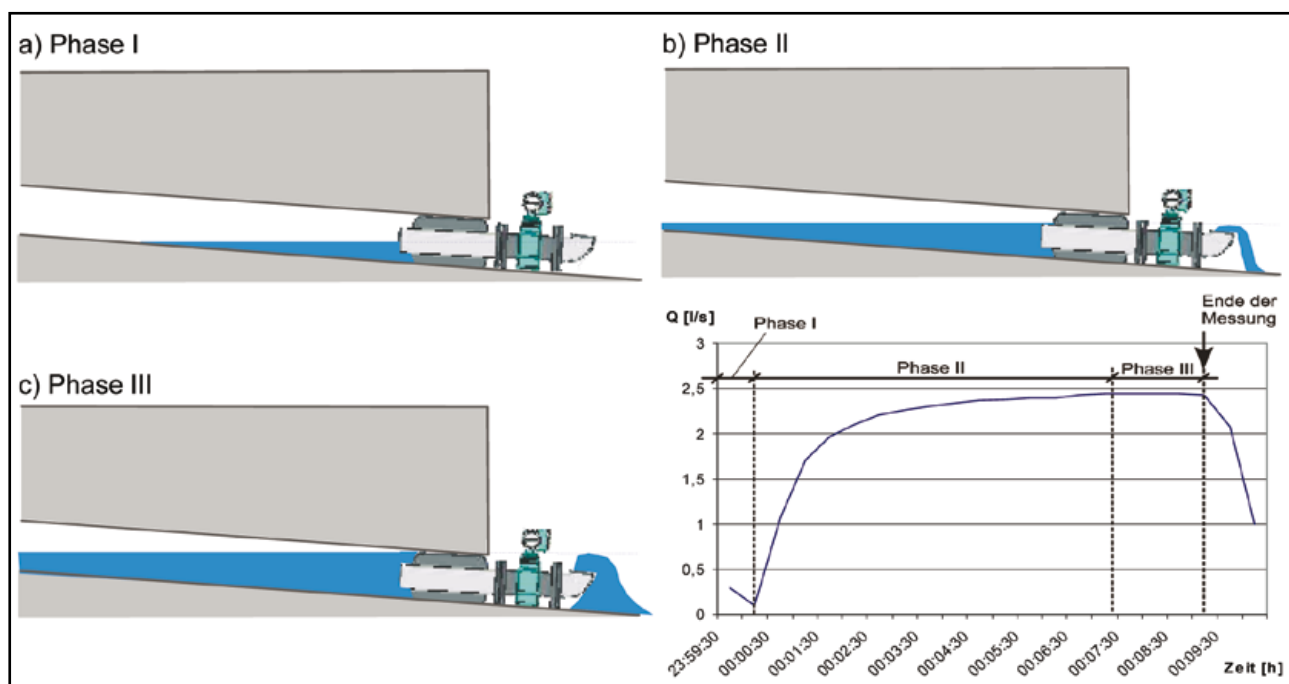 a) Phase I
b) Phase II
c) Phase III
Q [l/s]
Phase I
Ende der
Messung
Phase II
Phase III
3
2,5
2
1,5
1
0,5
0
23:59:30
00:00:30
00:01:30
00:02:30
00:03:30
00:04:30
00:05:30
00:06:30
00:07:30
00:08:30
00:09:30
Zeit [h]